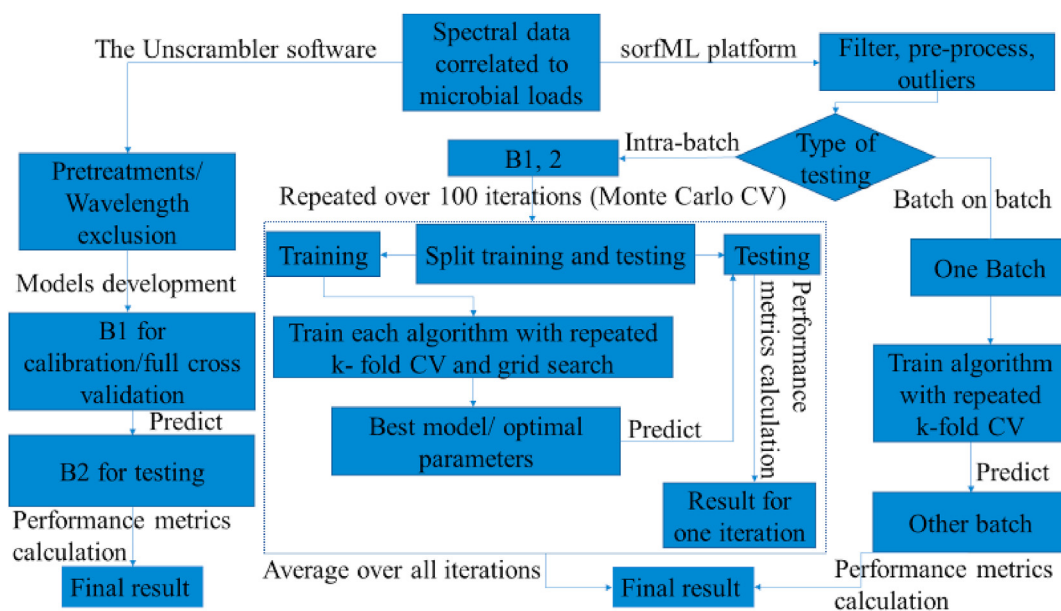 The Unscrambler software
Spectral data
correlated to
microbial loads
sorfML platform
Filter, pre-process,
outliers
Type of
testing
Intra-batch
B1, 2
Batch on batch
Pretreatments/
Wavelength
exclusion
Repeated over 100 iterations (Monte Carlo CV)
Training
Split training and testing
Testing
One Batch
Models development
Performance
metrics calculation
B1 for
calibration/full cross
validation
Train each algorithm with repeated
k- fold CV and grid search
Train algorithm
with repeated
k-fold CV
Predict
Best model/ optimal
parameters
Predict
Predict
B2 for testing
Result for
one iteration
Other batch
Performance metrics
calculation
Average over all iterations
Performance metrics
calculation
Final result
Final result